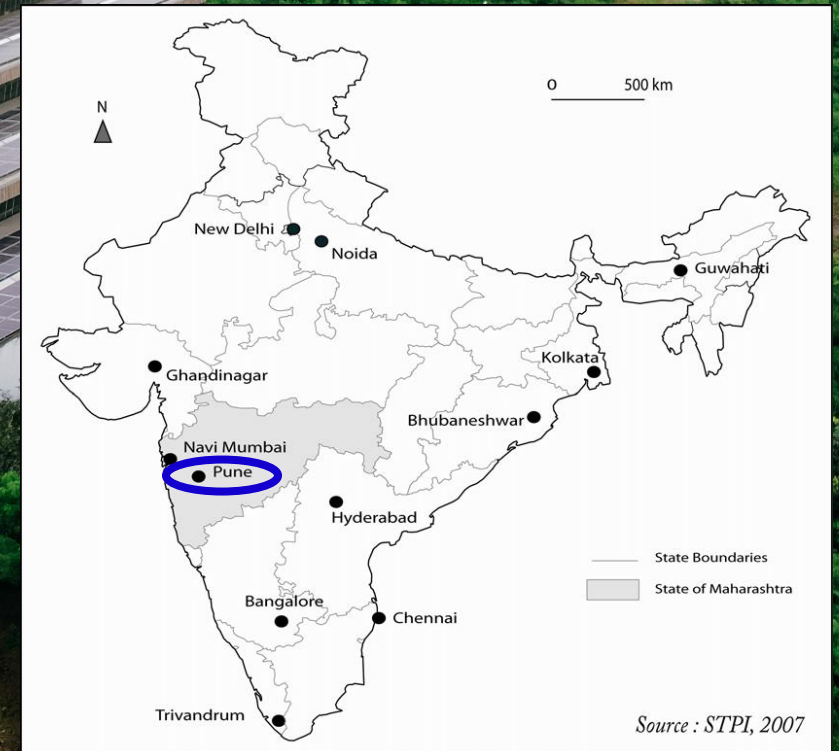 N
O 500 km
New Delhi
Noida
Guwahati
Ghandinagar
Kolkata
Bhubaneshwar
Navi Mumbai
Pune
Hyderabad
State Boundaries
State of Maharashtra
Bangalore
Chennai
Trivandrum
Source : STPI, 2007